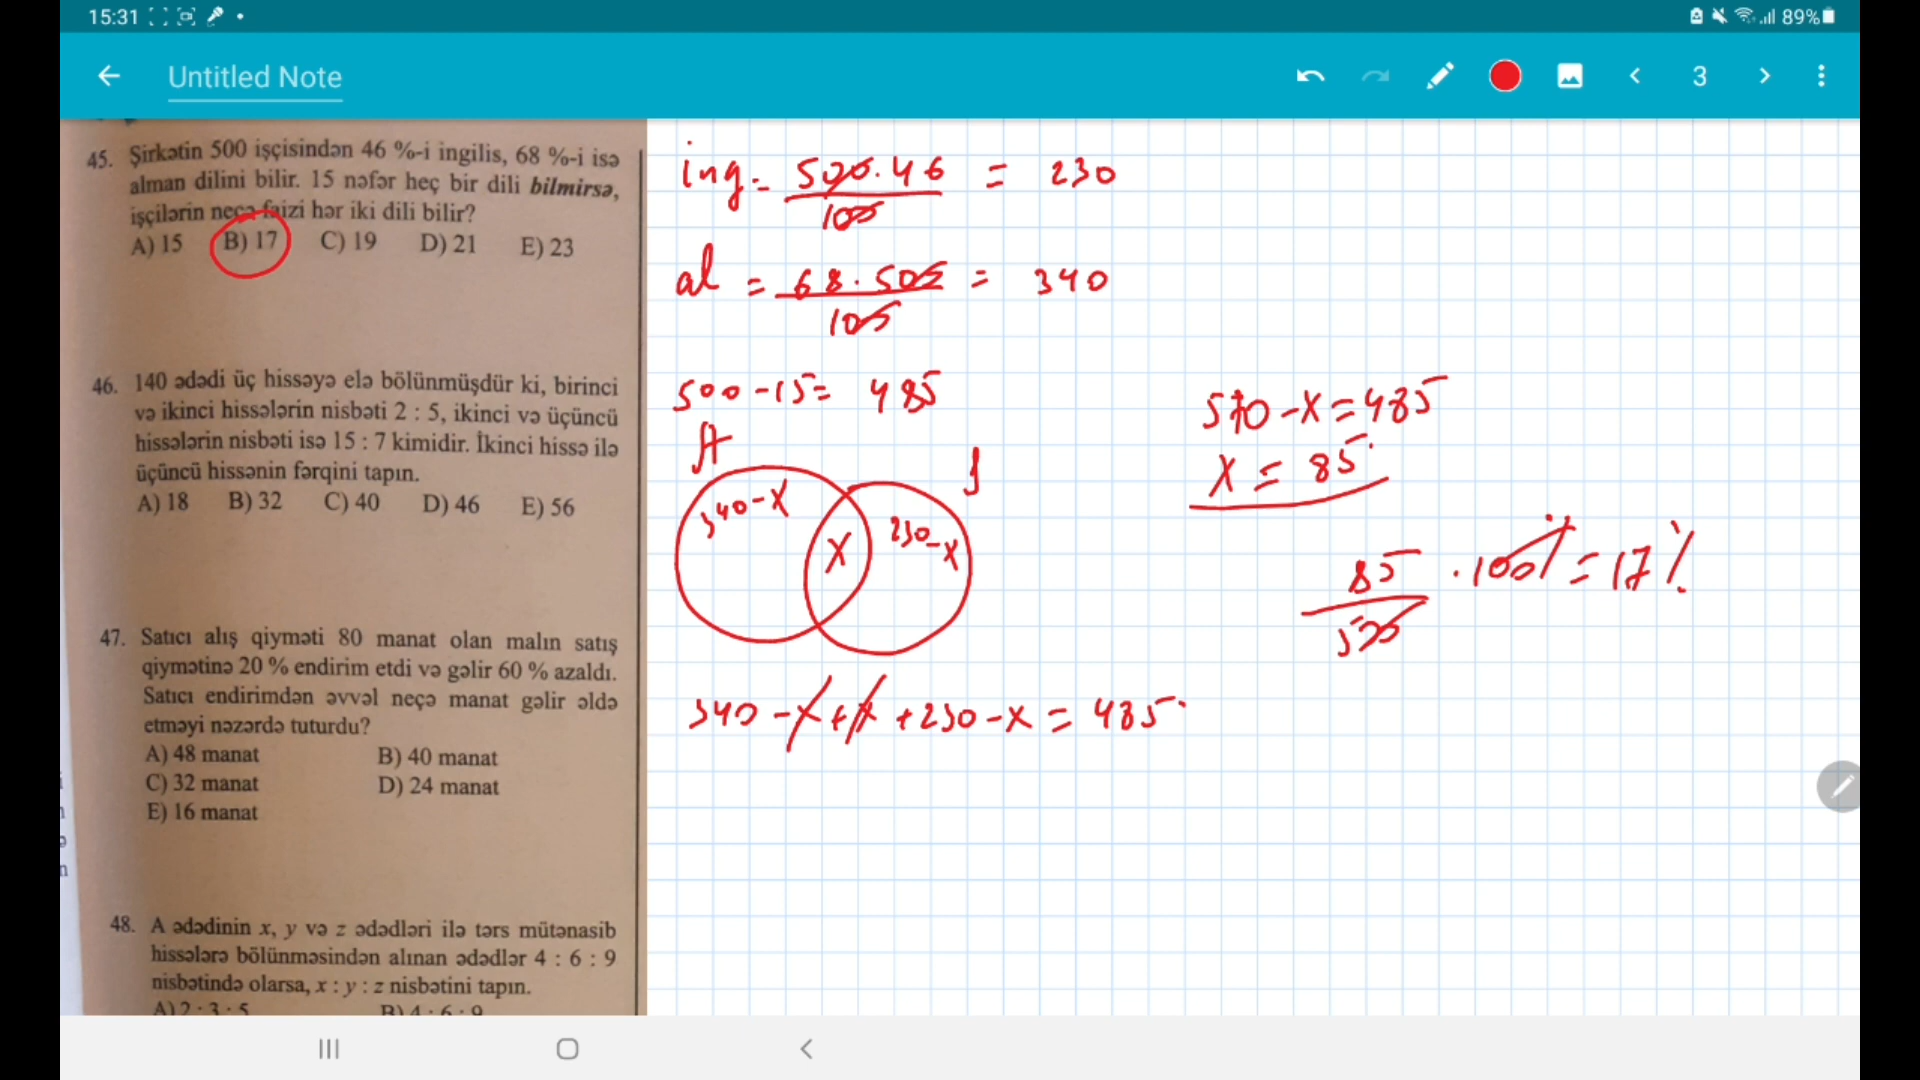 15:31
89%
Untitled Note
3
45. Şirkətin 500 işçisindən 46 %-i ingilis, 68 %-i isə
alman dilini bilir. 15 nəfər heç bir dili bilmirsə,
işçilərin neçə faizi hər iki dili bilir?
A) 15 B) 17 C) 19 D) 21 E) 23
46. 140 ədədi üç hissəyə elə bölünmüşdür ki, birinci
və ikinci hissələrin nisbəti 2 : 5, ikinci və üçüncü
hissələrin nisbəti isə 15 : 7 kimidir. İkinci hissə ilə
üçüncü hissənin fərqini tapın.
A) 18 B) 32 C) 40 D) 46 E) 56
47. Satıcı alış qiyməti 80 manat olan malın satış
qiymətinə 20 % endirim etdi və gəlir 60 % azaldı.
Satıcı endirimdən əvvəl neçə manat gəlir əldə
etməyi nəzərdə tuturdu?
A) 48 manat B) 40 manat
C) 32 manat D) 24 manat
E) 16 manat
48. A ədədinin x, y və z ədədləri ilə tərs mütənasib
hissələrə bölünməsindən alınan ədədlər 4 : 6 : 9
nisbətində olarsa, x : y : z nisbətini tapın.
A) 2 : 3 : 5 B) 4 : 6 : 9
ing = 500 . 46 = 230
100
al = 68 . 500 = 340
100
500 - 15 = 485
A
340 - x
x
230 - x
340 - x + x + 230 - x = 485
570 - x = 485
x = 85
85 . 100% = 17%
500